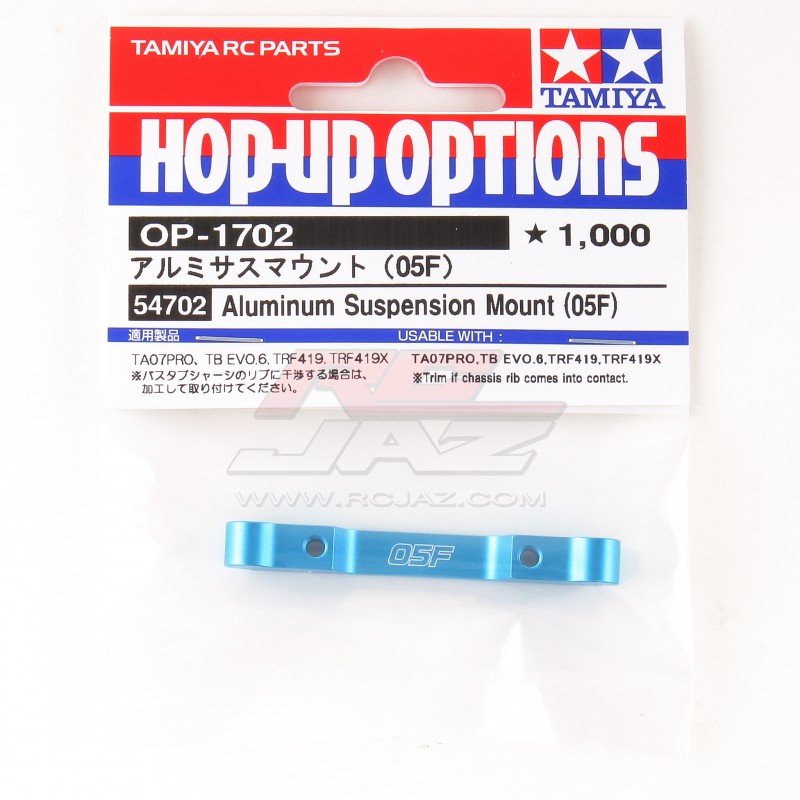 TAMIYA RC PARTS
TAMIYA
HOP-UP OPTIONS
OP-1702 ★ 1,000
アルミサスマウント (05F)
54702 Aluminum Suspension Mount (05F)
適用製品 USABLE WITH :
TA07PRO、TB EVO.6、TRF419、TRF419X
※バスタブシャーシのリブに干渉する場合は、
加工して取り付けてください。
TA07PRO,TB EVO.6,TRF419,TRF419X
※Trim if chassis rib comes into contact.
RC
JAZ
WWW.RCJAZ.COM
05F